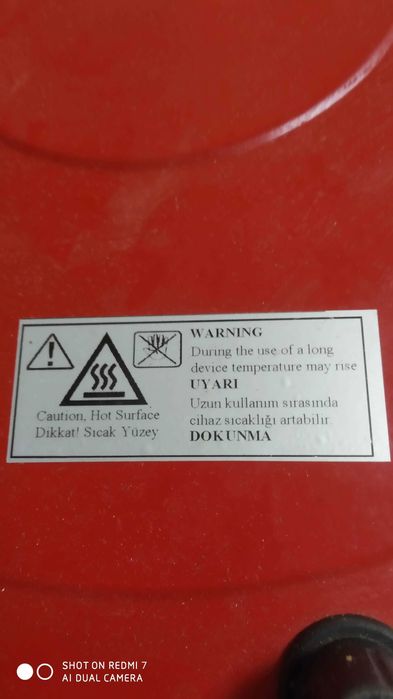 WARNING
During the use of a long
device temperature may rise
UYARI
Uzun kullanım sırasında
cihaz sıcaklığı artabilir
DOKUNMA
Caution, Hot Surface
Dikkat! Sıcak Yüzey
SHOT ON REDMI 7
AI DUAL CAMERA